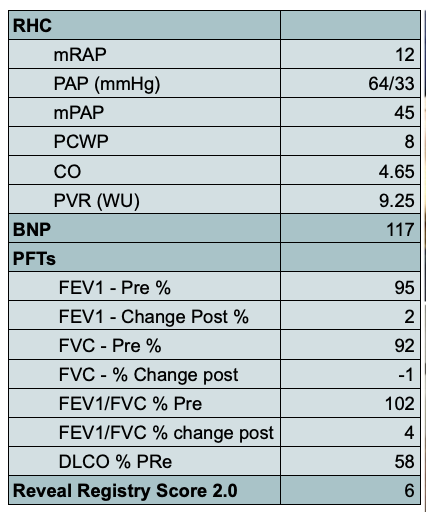 RHC
mRAP 12
PAP (mmHg) 64/33
mPAP 45
PCWP 8
CO 4.65
PVR (WU) 9.25
BNP 117
PFTs
FEV1 - Pre % 95
FEV1 - Change Post % 2
FVC - Pre % 92
FVC - % Change post -1
FEV1/FVC % Pre 102
FEV1/FVC % change post 4
DLCO % PRe 58
Reveal Registry Score 2.0 6